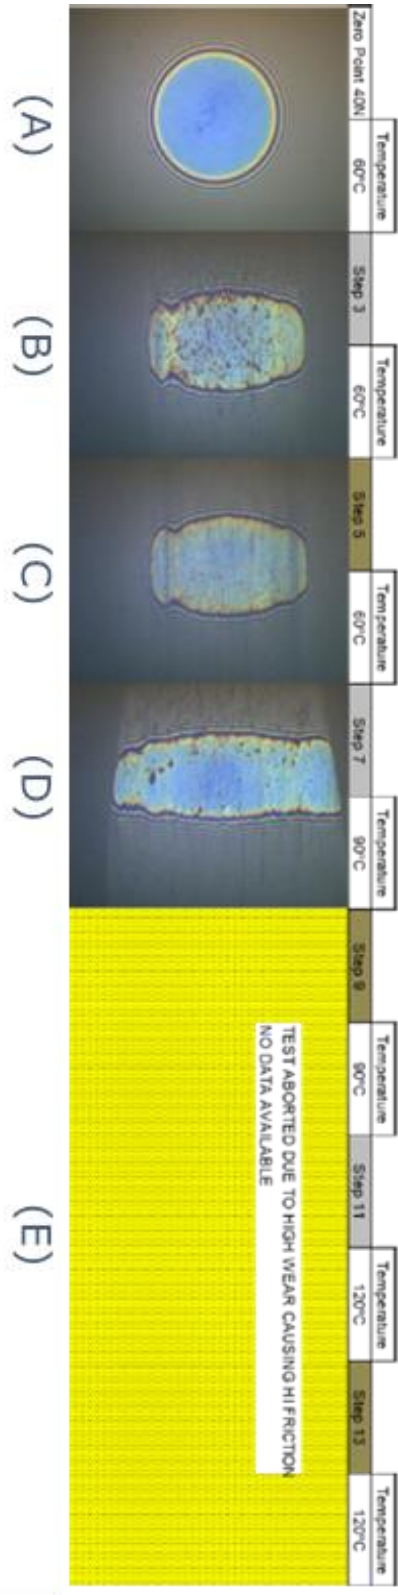 Temperature
Zero Point 40N 60°C
Temperature
Step 3 60°C
Temperature
Step 5 60°C
Temperature
Step 7 90°C
Temperature
Step 9 90°C
Temperature
Step 11 120°C
Temperature
Step 13 120°C
TEST ABORTED DUE TO HIGH WEAR CAUSING HI FRICTION
NO DATA AVAILABLE
(A)
(B)
(C)
(D)
(E)